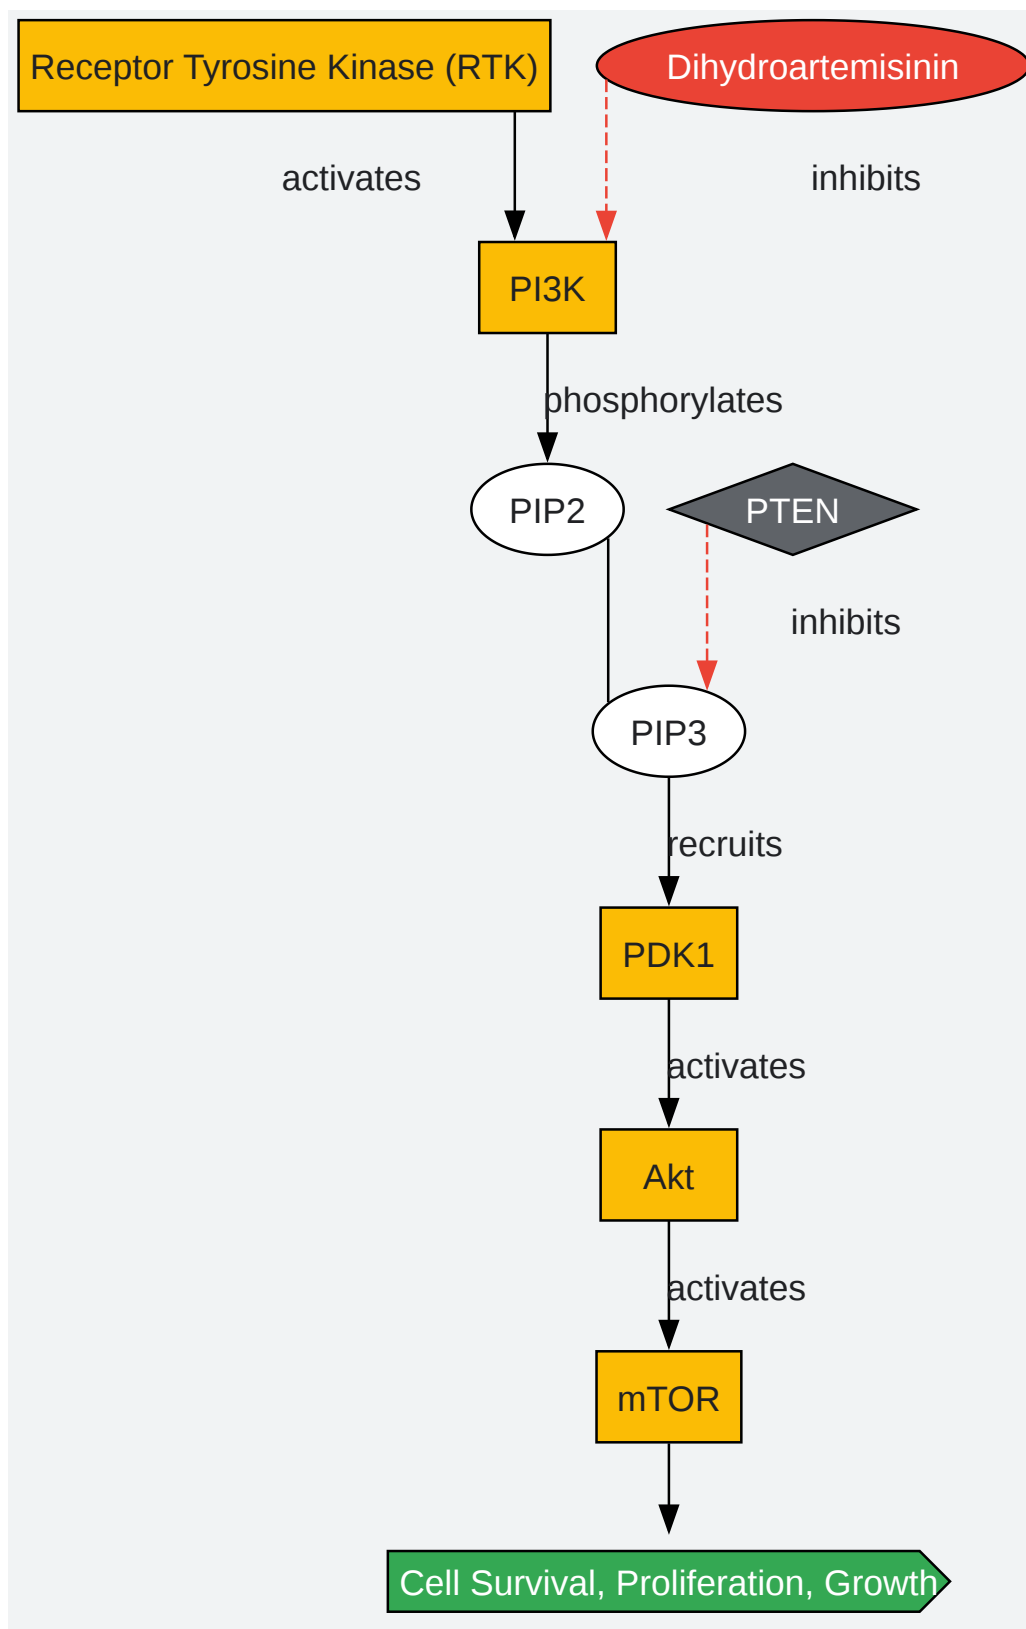 Receptor Tyrosine Kinase (RTK)
Dihydroartemisinin
activates
inhibits
PI3K
phosphorylates
PIP2
PTEN
inhibits
PIP3
recruits
PDK1
activates
Akt
activates
mTOR
Cell Survival, Proliferation, Growth